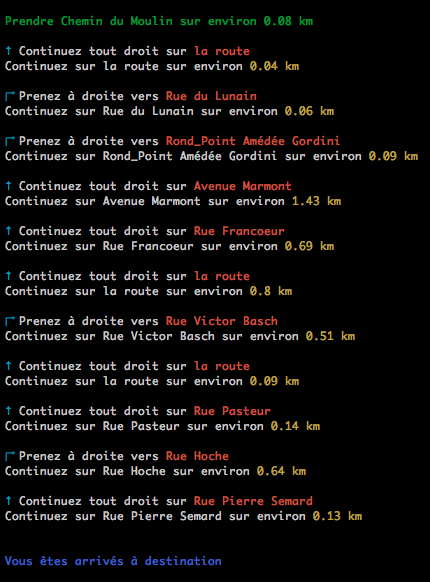 Prendre Chemin du Moulin sur environ 0.08 km
↑ Continuez tout droit sur la route
Continuez sur la route sur environ 0.04 km
┌→ Prenez à droite vers Rue du Lunain
Continuez sur Rue du Lunain sur environ 0.06 km
┌→ Prenez à droite vers Rond_Point Amédée Gordini
Continuez sur Rond_Point Amédée Gordini sur environ 0.09 km
↑ Continuez tout droit sur Avenue Marmont
Continuez sur Avenue Marmont sur environ 1.43 km
↑ Continuez tout droit sur Rue Francoeur
Continuez sur Rue Francoeur sur environ 0.69 km
↑ Continuez tout droit sur la route
Continuez sur la route sur environ 0.8 km
┌→ Prenez à droite vers Rue Victor Basch
Continuez sur Rue Victor Basch sur environ 0.51 km
↑ Continuez tout droit sur la route
Continuez sur la route sur environ 0.09 km
↑ Continuez tout droit sur Rue Pasteur
Continuez sur Rue Pasteur sur environ 0.14 km
┌→ Prenez à droite vers Rue Hoche
Continuez sur Rue Hoche sur environ 0.64 km
↑ Continuez tout droit sur Rue Pierre Semard
Continuez sur Rue Pierre Semard sur environ 0.13 km
Vous êtes arrivés à destination